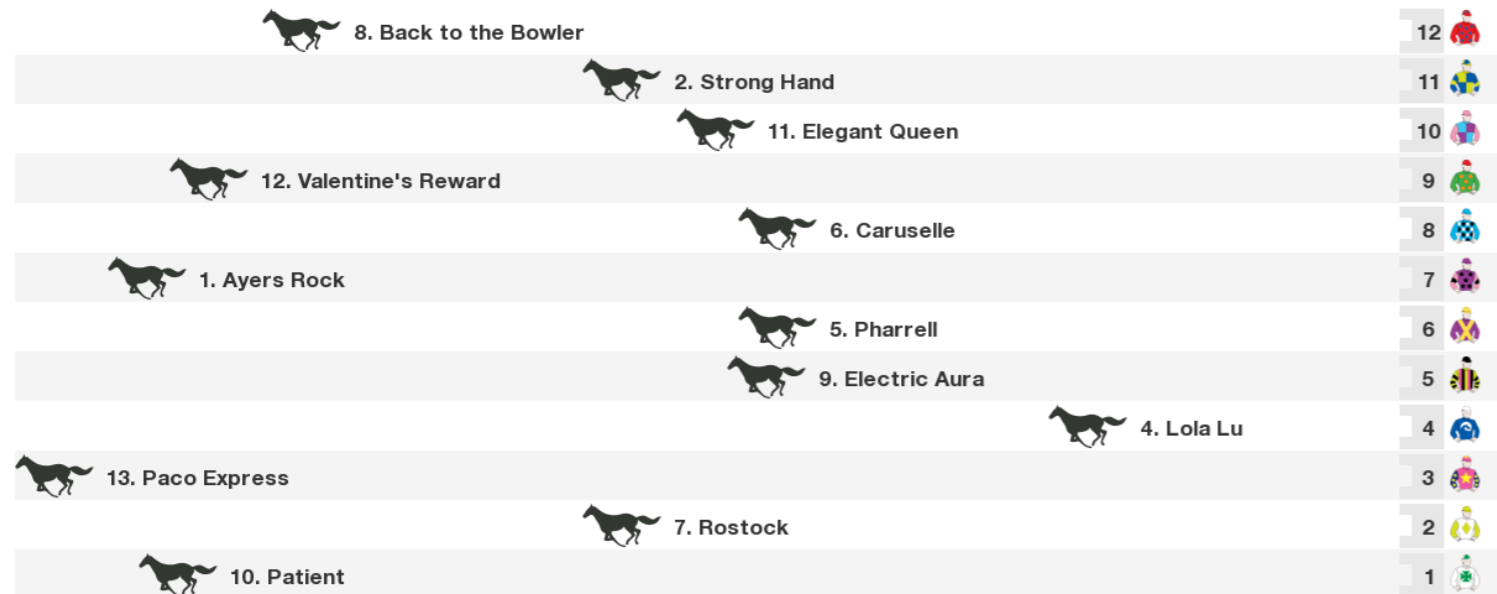 8. Back to the Bowler 12
2. Strong Hand 11
11. Elegant Queen 10
12. Valentine's Reward 9
6. Caruselle 8
1. Ayers Rock 7
5. Pharrell 6
9. Electric Aura 5
4. Lola Lu 4
13. Paco Express 3
7. Rostock 2
10. Patient 1